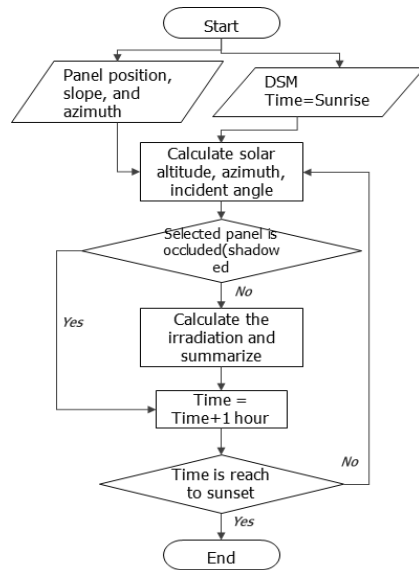 Start
Panel position,
slope, and
azimuth
DSM
Time=Sunrise
Calculate solar
altitude, azimuth,
incident angle
Selected panel is
occluded(shadow
ed
No
Yes
Calculate the
irradiation and
summarize
Time =
Time+1 hour
No
Time is reach
to sunset
Yes
End